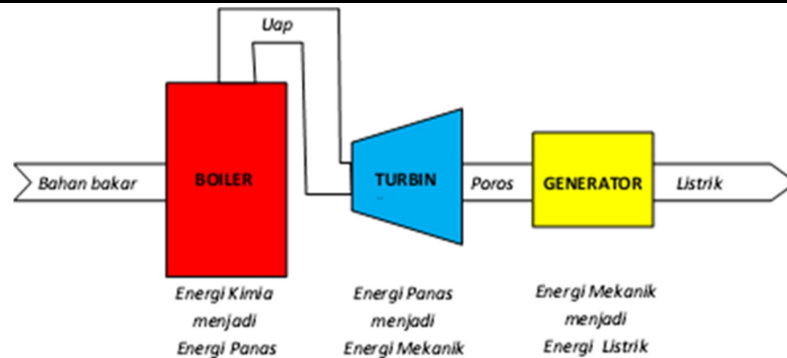 Uap
Bahan bakar
BOILER
TURBIN
Poros
GENERATOR
Listrik
Energi Kimia
menjadi
Energi Panas
Energi Panas
menjadi
Energi Mekanik
Energi Mekanik
menjadi
Energi Listrik